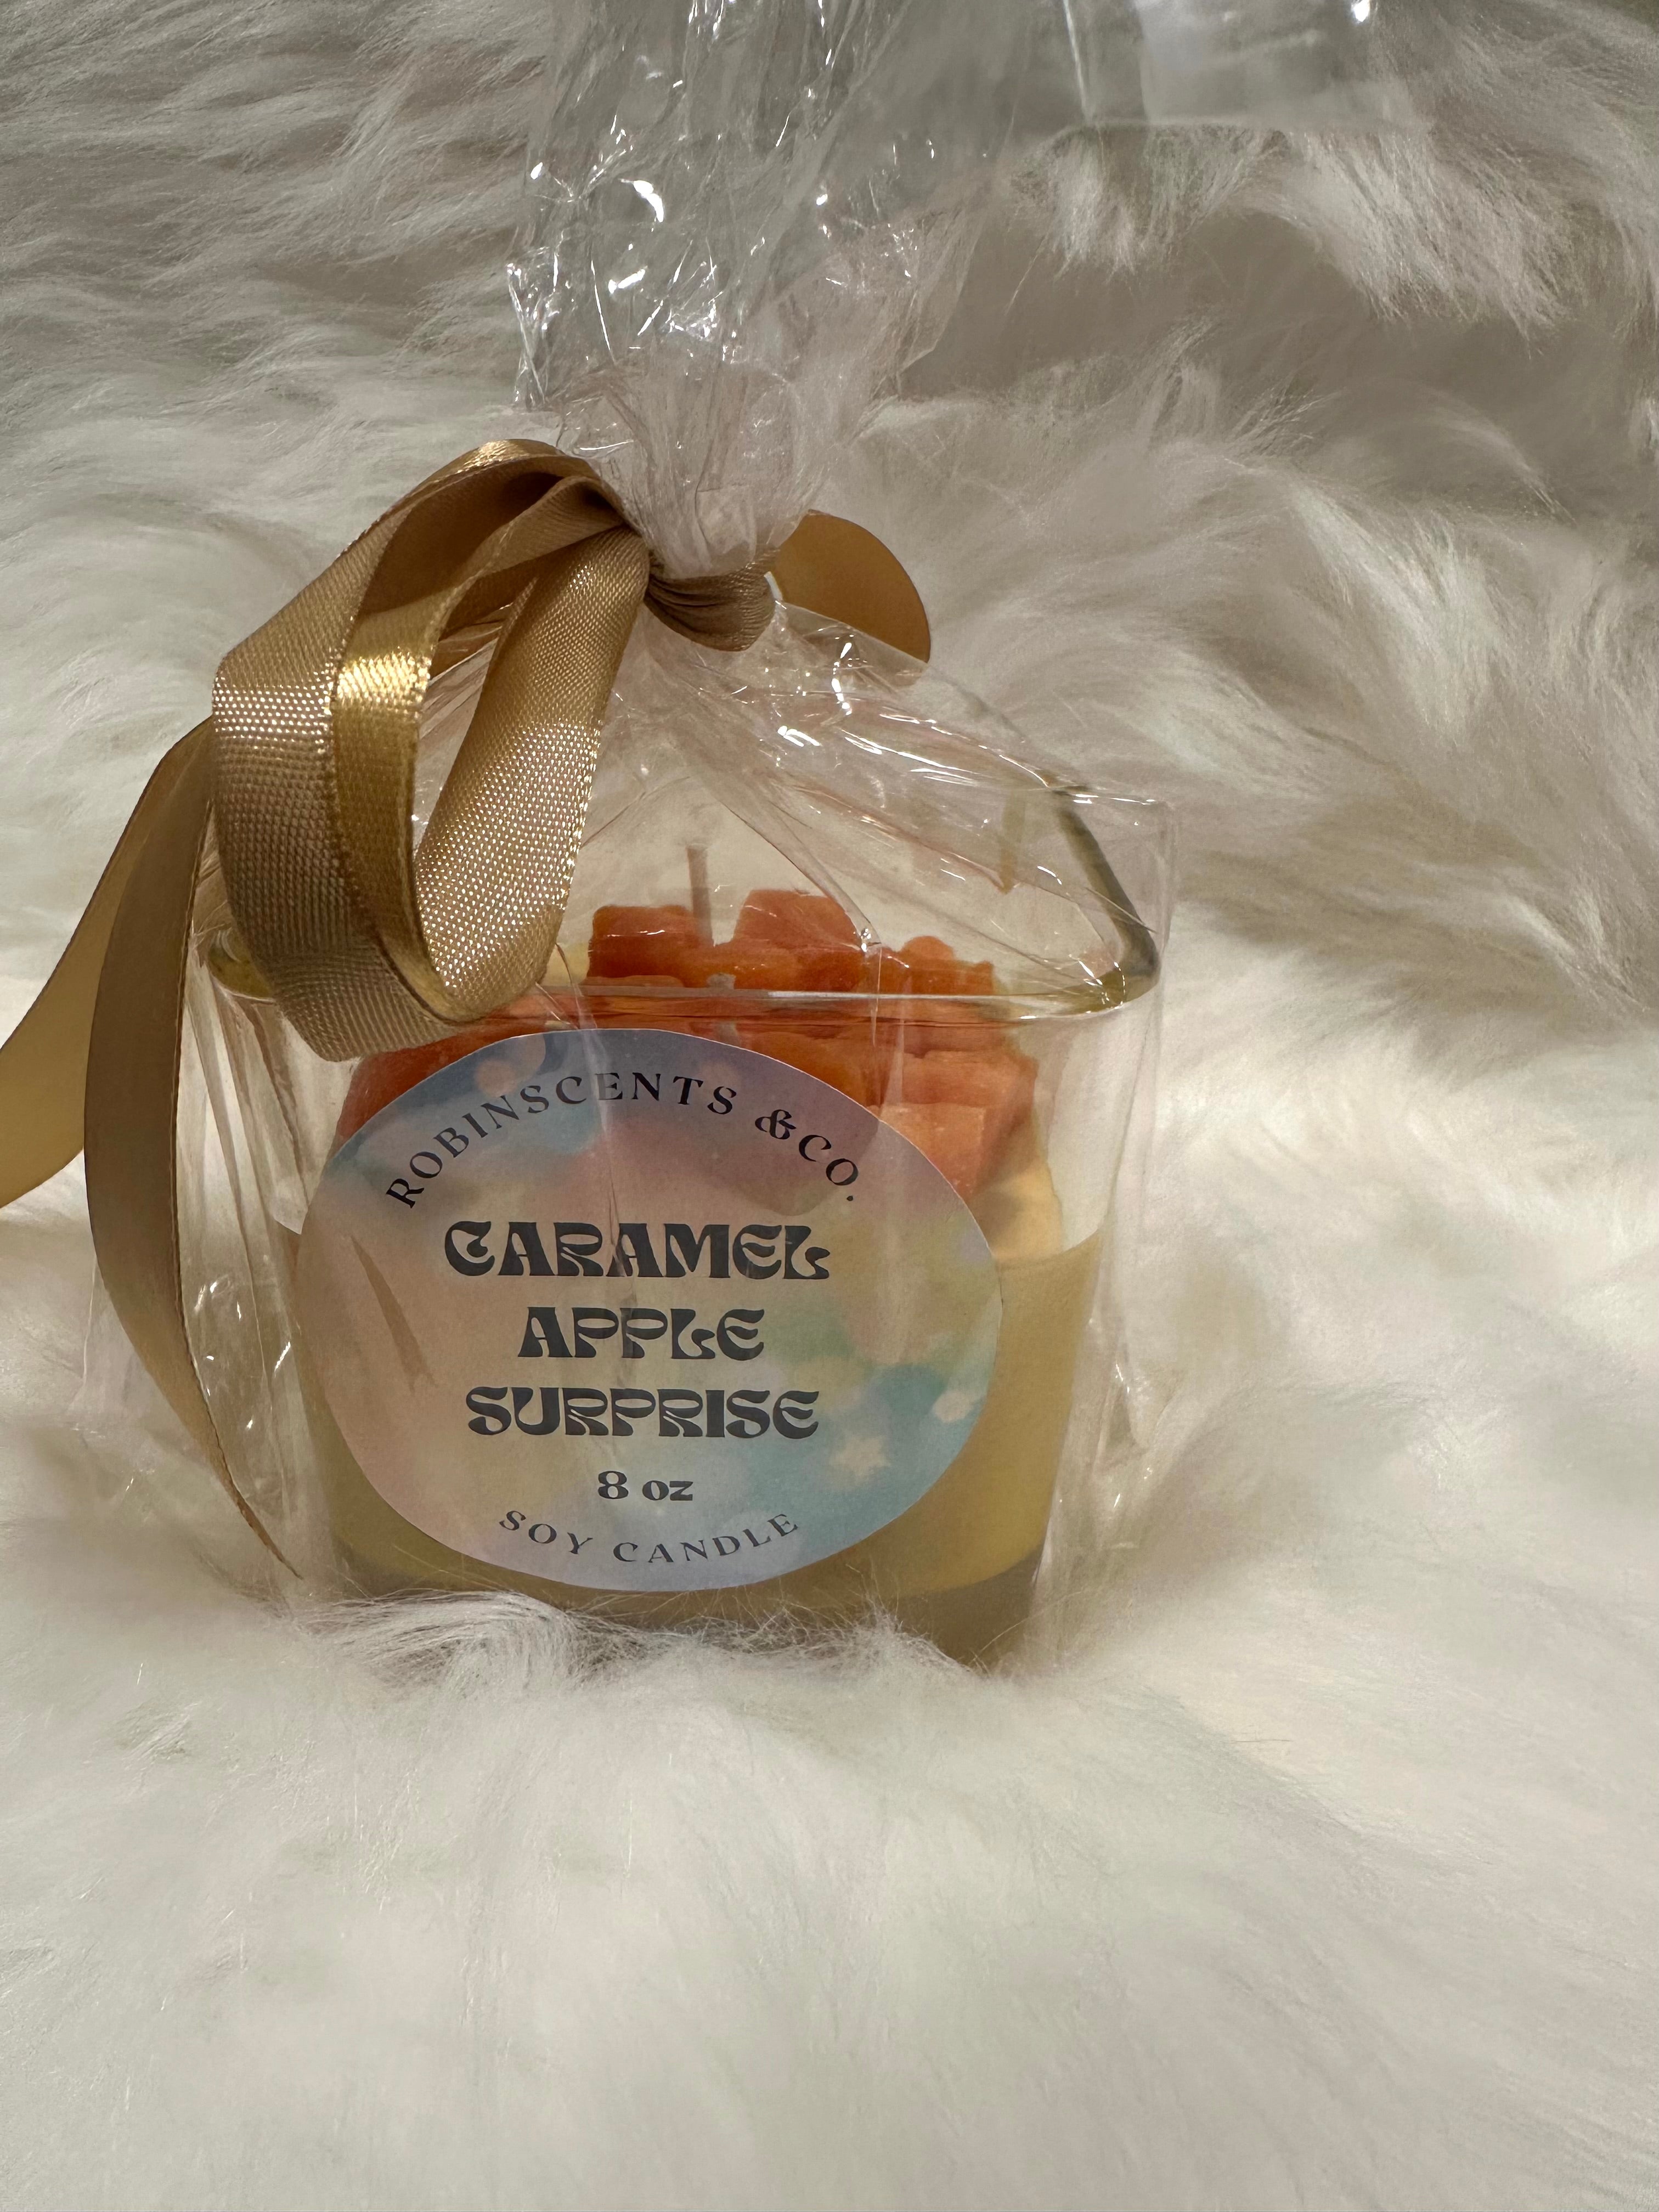 ROBINSCENTS & CO.
CARAMEL
APPLE
SURPRISE
8 oz
SOY CANDLE